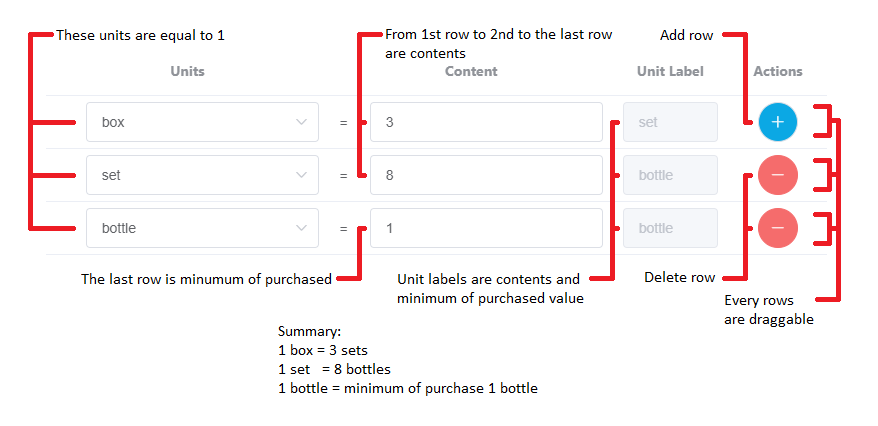 These units are equal to 1
From 1st row to 2nd to the last row
are contents
Add row
Units
Content
Unit Label
Actions
box
=
3
set
+
set
=
8
bottle
−
bottle
=
1
bottle
−
The last row is minumum of purchased
Unit labels are contents and
minimum of purchased value
Delete row
Every rows
are draggable
Summary:
1 box = 3 sets
1 set = 8 bottles
1 bottle = minimum of purchase 1 bottle